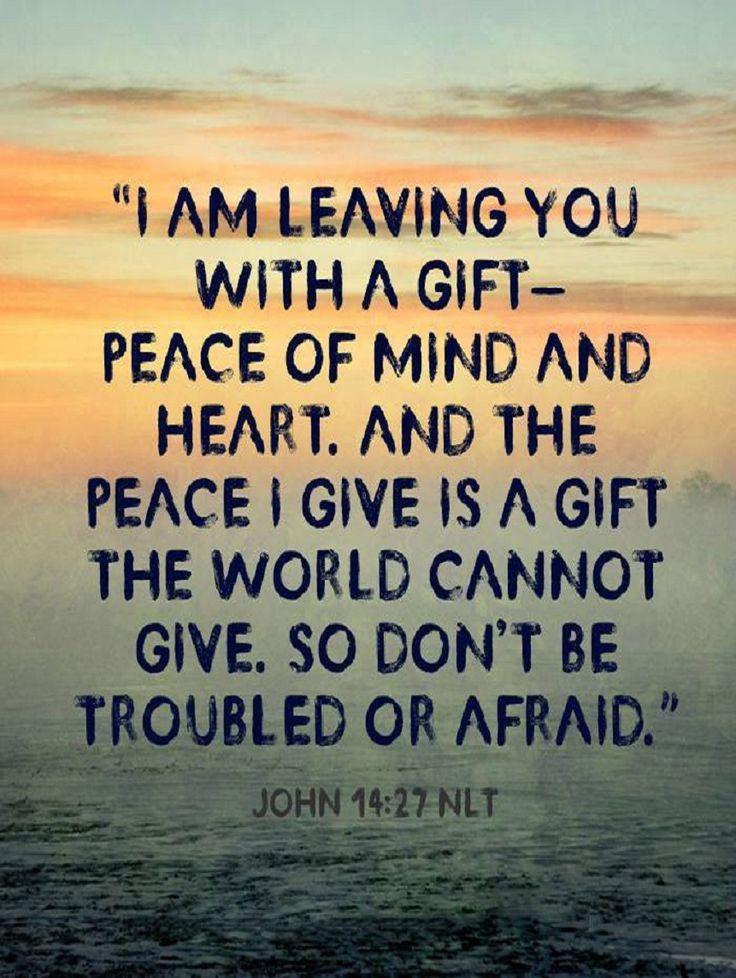 “I AM LEAVING YOU
WITH A GIFT—
PEACE OF MIND AND
HEART. AND THE
PEACE I GIVE IS A GIFT
THE WORLD CANNOT
GIVE. SO DON’T BE
TROUBLED OR AFRAID.”
JOHN 14:27 NLT